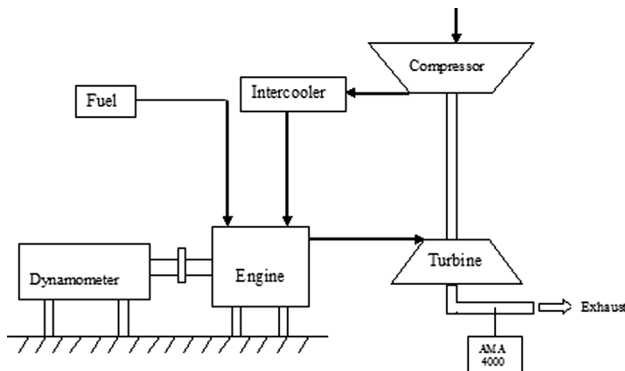 Compressor
Fuel
Intercooler
Turbine
Dynamometer
Engine
Exhaust
AMA
4000